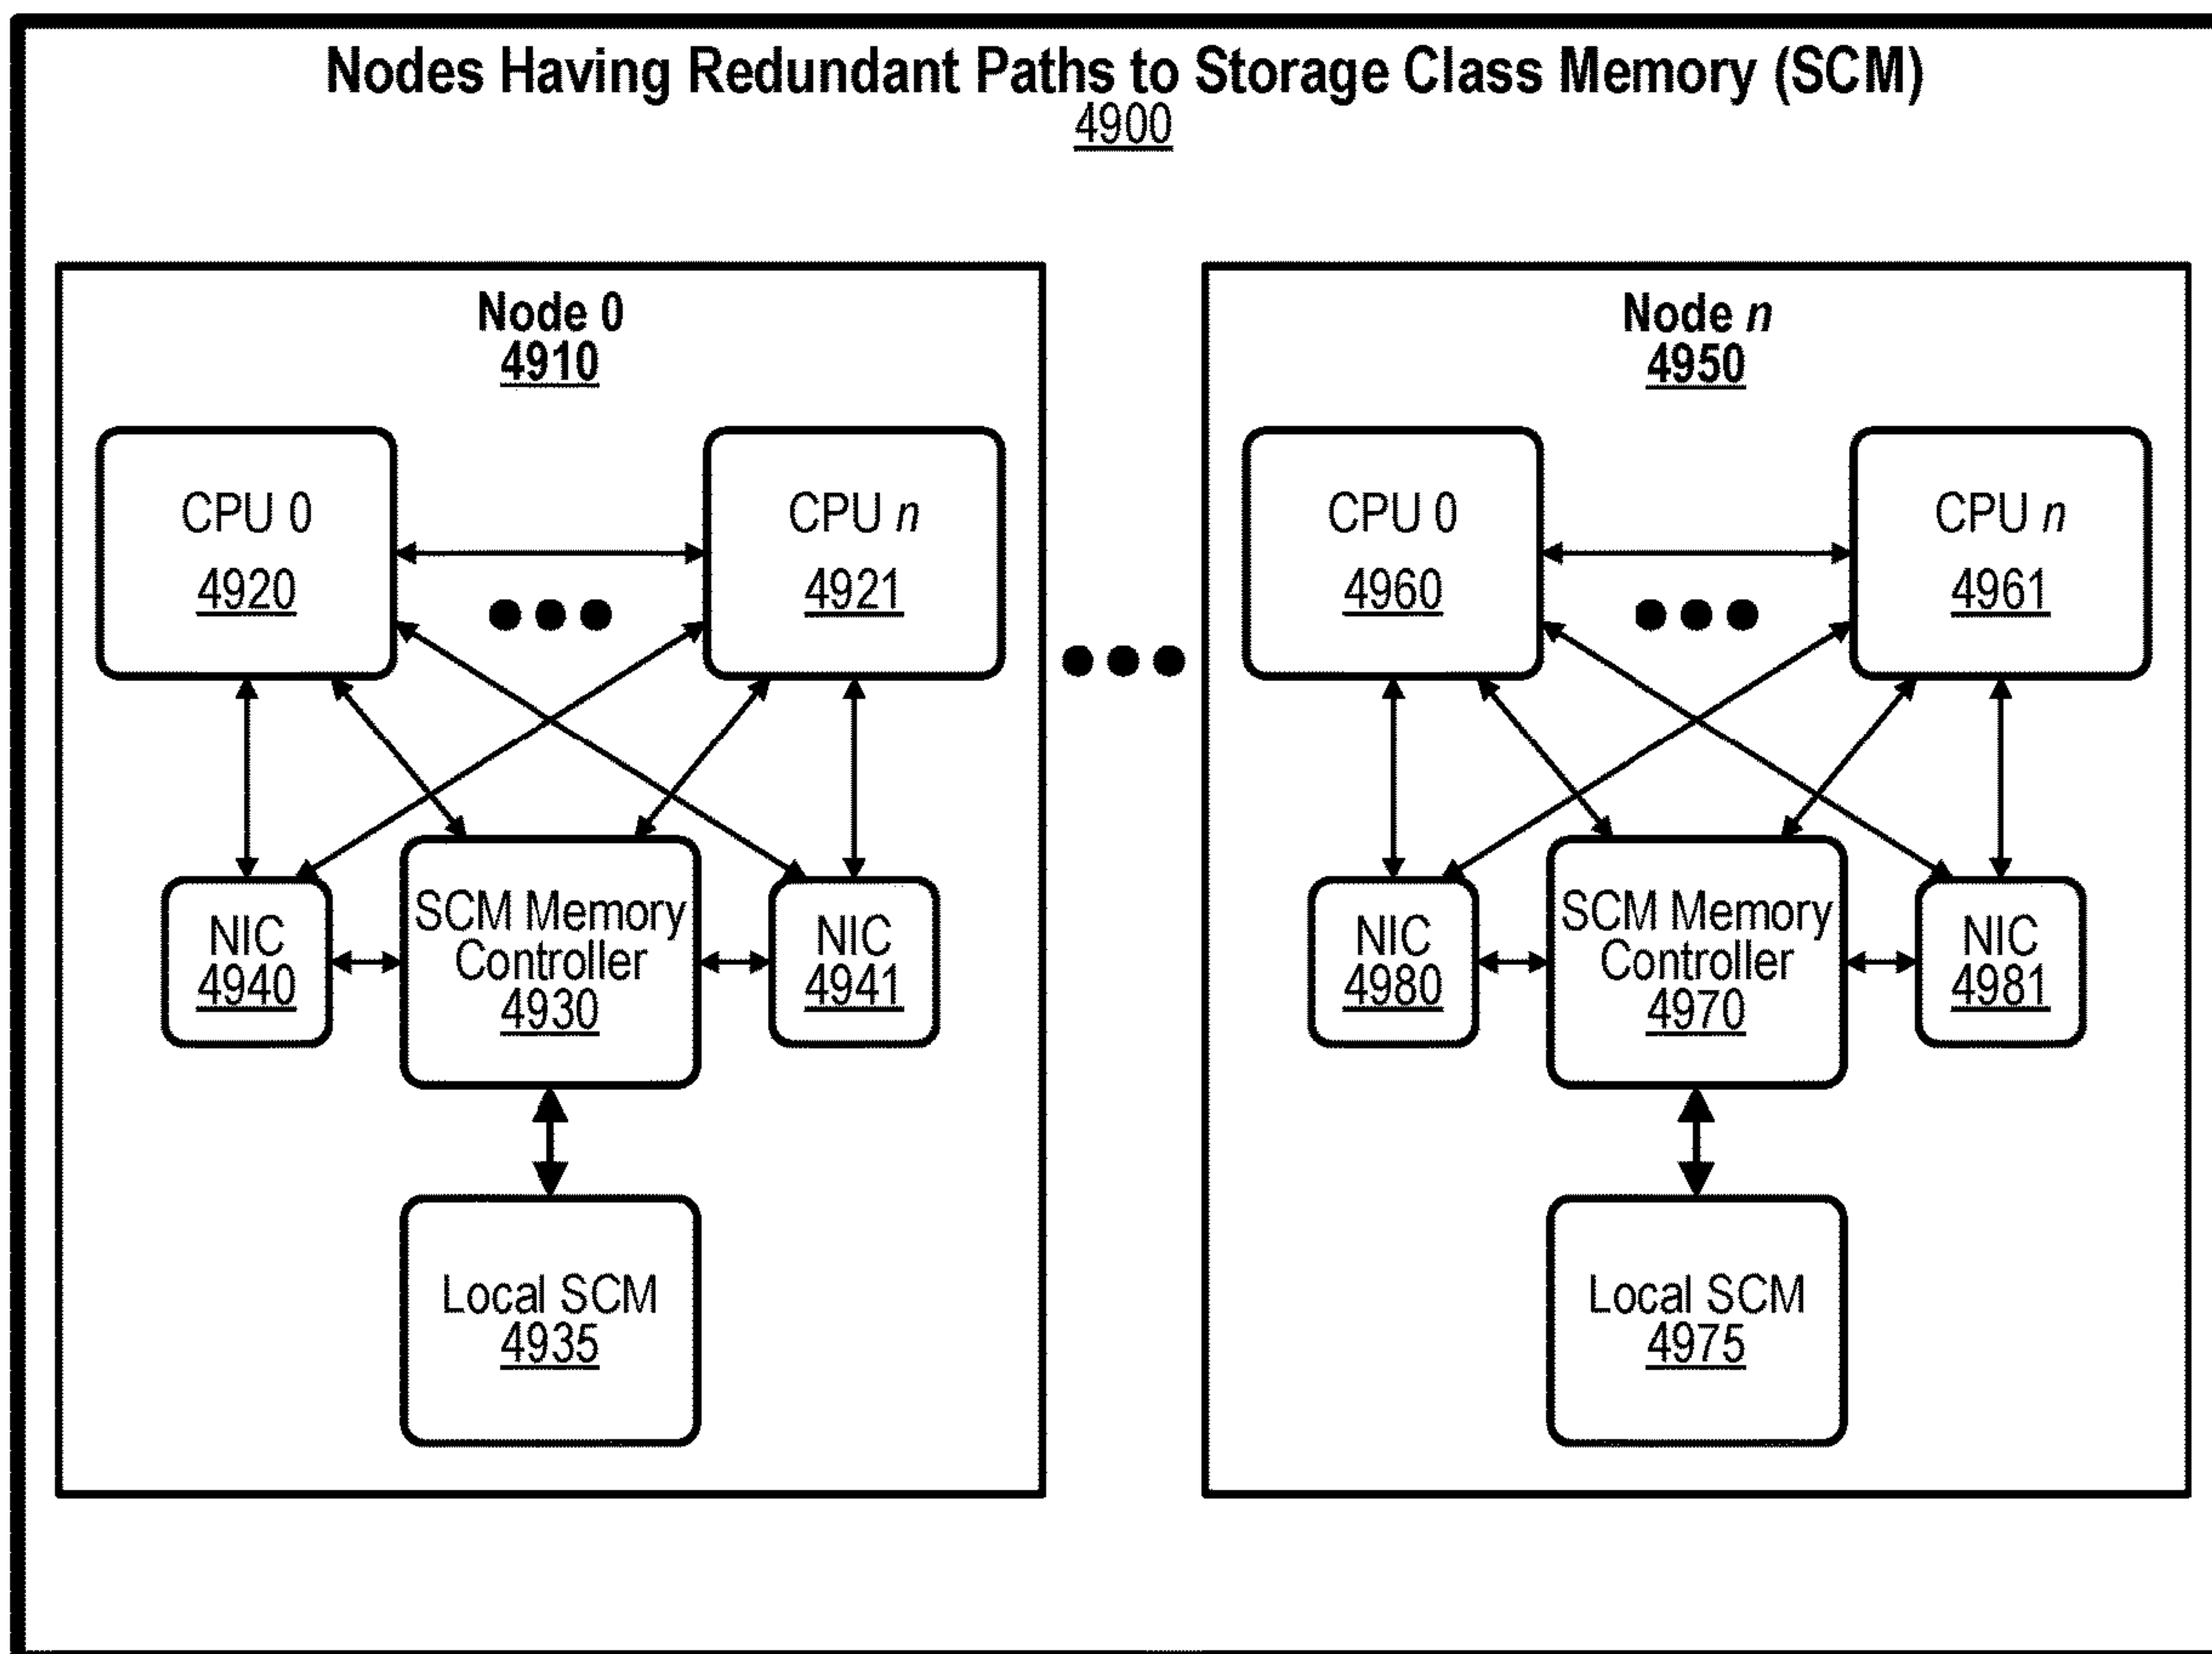 Nodes Having Redundant Paths to Storage Class Memory (SCM)
4900
Node 0
4910
CPU 0
4920
CPU n
4921
NIC
4940
SCM Memory
Controller
4930
NIC
4941
Local SCM
4935
Node n
4950
CPU 0
4960
CPU n
4961
NIC
4980
SCM Memory
Controller
4970
NIC
4981
Local SCM
4975